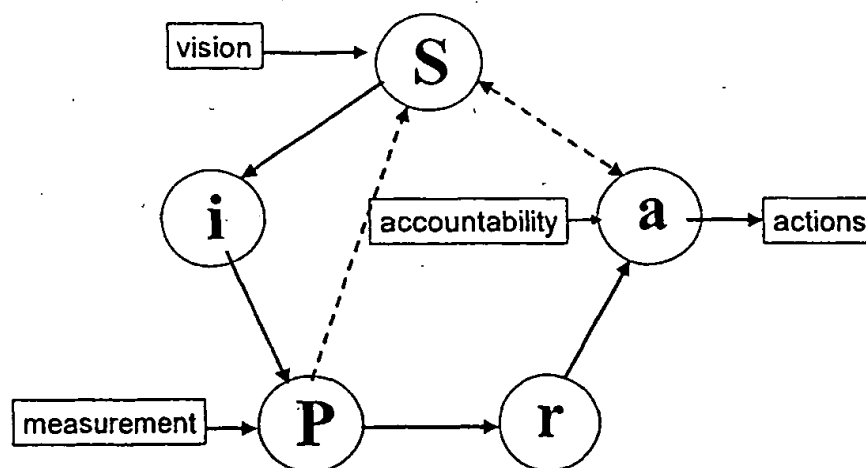 vision
S
i
accountability
a
actions
measurement
P
r